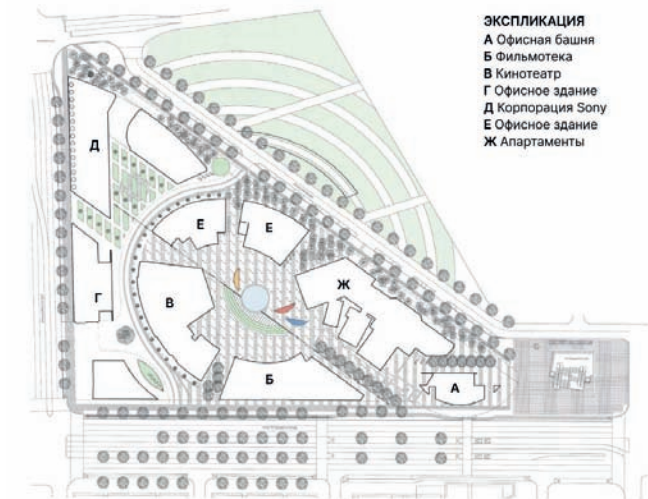 ЭКСПЛИКАЦИЯ
А Офисная башня
Б Фильмотека
В Кинотеатр
Г Офисное здание
Д Корпорация Sony
Е Офисное здание
Ж Апартаменты
Д
Е
Е
Ж
Г
В
Б
А